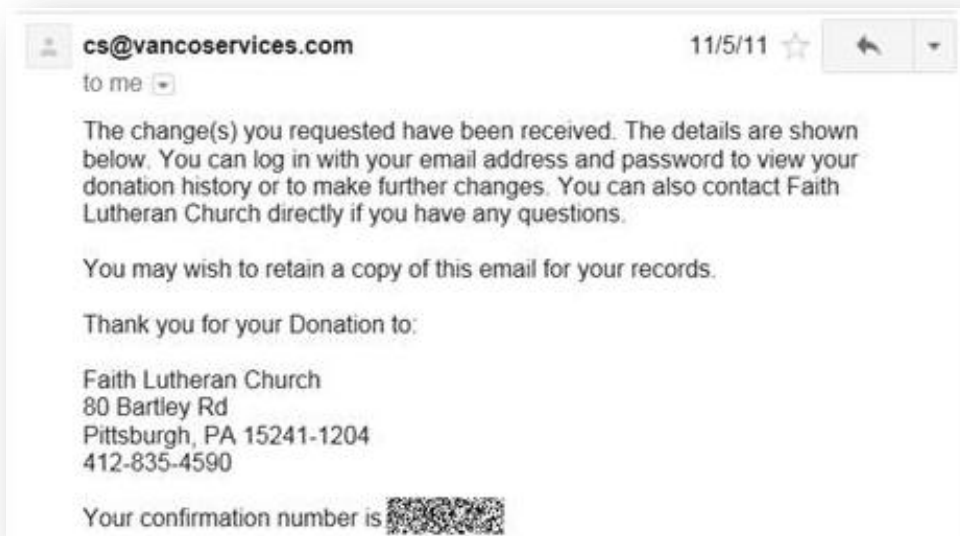 cs@vancoservices.com 11/5/11
to me
The change(s) you requested have been received. The details are shown
below. You can log in with your email address and password to view your
donation history or to make further changes. You can also contact Faith
Lutheran Church directly if you have any questions.
You may wish to retain a copy of this email for your records.
Thank you for your Donation to:
Faith Lutheran Church
80 Bartley Rd
Pittsburgh, PA 15241-1204
412-835-4590
Your confirmation number is